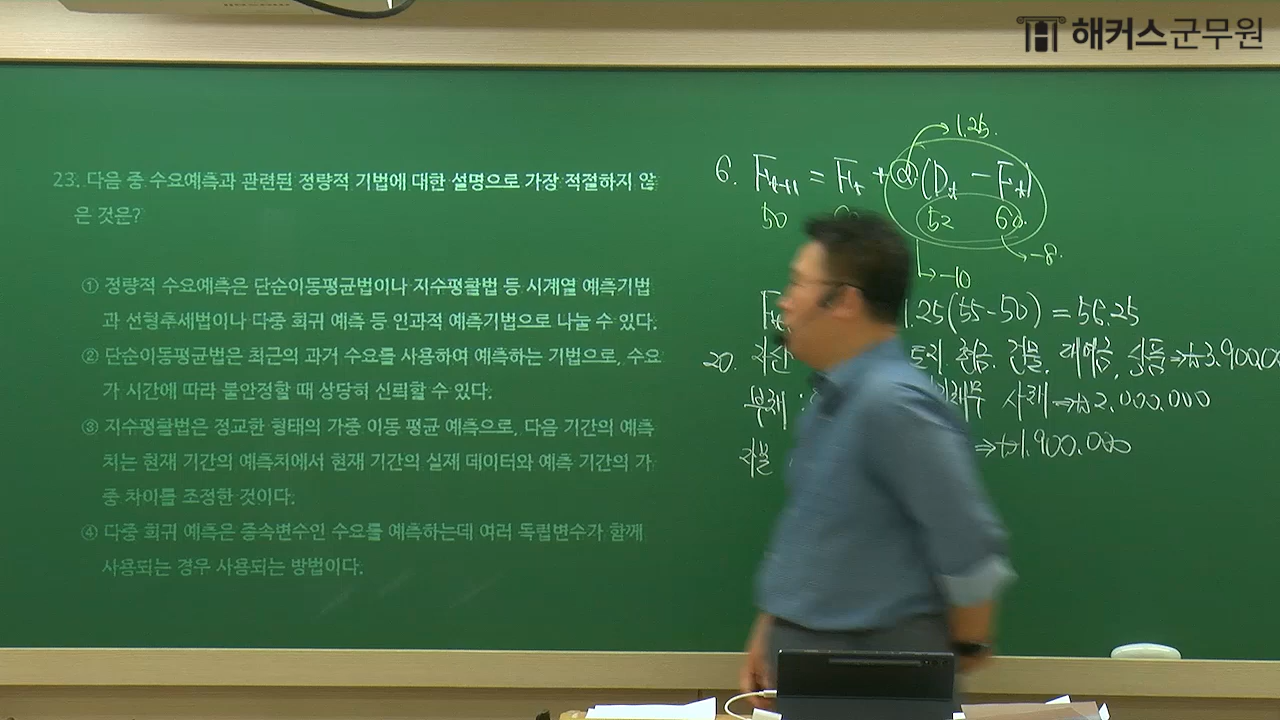 해커스군무원
23. 다음 중 수요예측과 관련된 정량적 기법에 대한 설명으로 가장 적절하지 않
은 것은?
① 정량적 수요예측은 단순이동평균법이나 지수평활법 등 시계열 예측기법
과 선형추세법이나 다중 회귀 예측 등 인과적 예측기법으로 나눌 수 있다.
② 단순이동평균법은 최근의 과거 수요를 사용하여 예측하는 기법으로, 수요
가 시간에 따라 불안정할 때 상당히 신뢰할 수 있다.
③ 지수평활법은 정교한 형태의 가중 이동 평균 예측으로, 다음 기간의 예측
치는 현재 기간의 예측치에서 현재 기간의 실제 데이터와 예측 기간의 가
중 차이를 조정한 것이다.
④ 다중 회귀 예측은 종속변수인 수요를 예측하는데 여러 독립변수가 함께
사용되는 경우 사용되는 방법이다.
1.25.
6. Ft+1 = Ft + α(Dt - Ft)
50 52 60
-8
-10
1.25(55-50) = 56.25
20. 자산 건물, 대여금, 상품 ⇒ ₩3,900,00
부채 : 사채 ⇒ ₩2,000,000
자본 : ⇒ ₩1,900,000